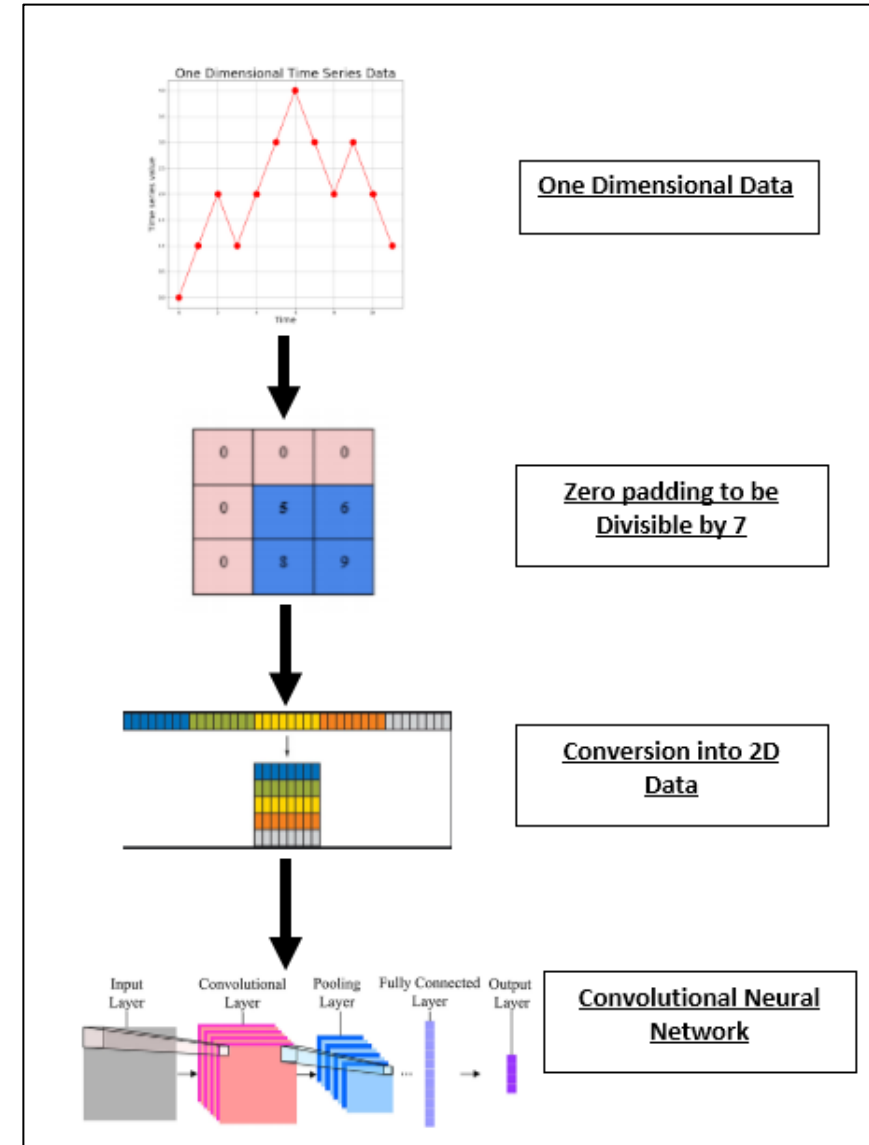 One Dimensional Time Series Data
Time series value
Time
One Dimensional Data
0 0 0
0 5 6
0 8 9
Zero padding to be
Divisible by 7
Conversion into 2D
Data
Input
Layer
Convolutional
Layer
Pooling
Layer
Fully Connected
Layer
Output
Layer
...
Convolutional Neural
Network